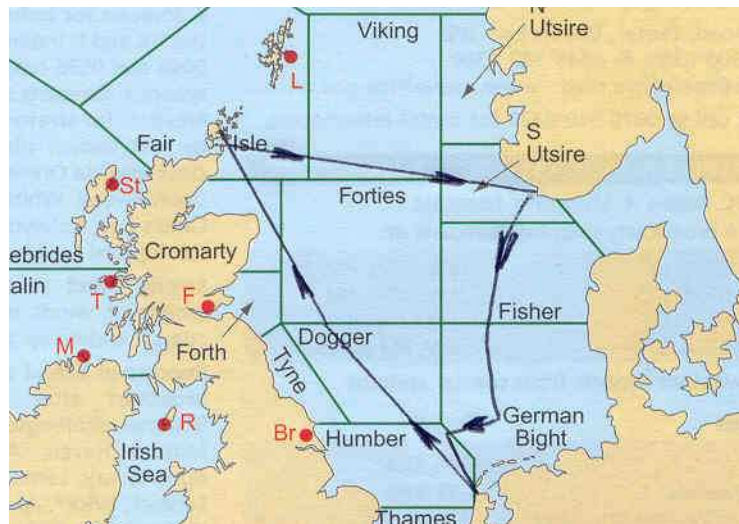 N
Utsire
Viking
L
Fair
Isle
S
Utsire
St
Forties
Cromarty
ebrides
alin
T
F
Fisher
Forth
Dogger
M
Tyne
R
Br
Humber
German
Bight
Irish
Sea
Thames